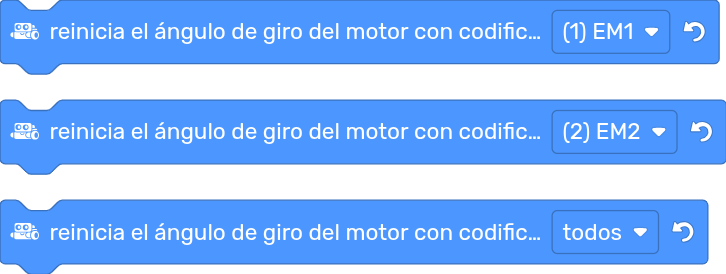 reinicia el ángulo de giro del motor con codific... (1) EM1
reinicia el ángulo de giro del motor con codific... (2) EM2
reinicia el ángulo de giro del motor con codific... todos